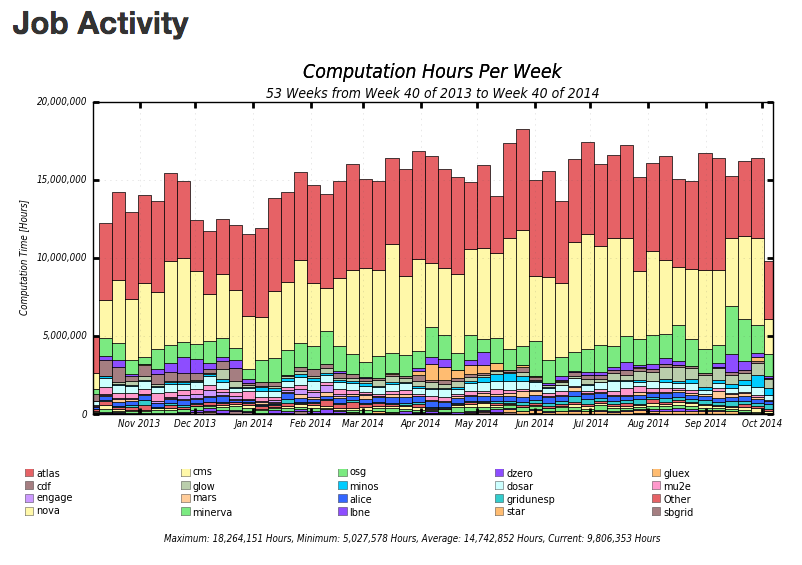 Job Activity
Computation Hours Per Week
53 Weeks from Week 40 of 2013 to Week 40 of 2014
20,000,000
15,000,000
10,000,000
5,000,000
0
Computation Time [Hours]
Nov 2013 Dec 2013 Jan 2014 Feb 2014 Mar 2014 Apr 2014 May 2014 Jun 2014 Jul 2014 Aug 2014 Sep 2014 Oct 2014
atlas cms osg dzero gluex
cdf glow minos dosar mu2e
engage mars alice gridunesp Other
nova minerva lbne star sbgrid
Maximum: 18,264,151 Hours, Minimum: 5,027,578 Hours, Average: 14,742,852 Hours, Current: 9,806,353 Hours